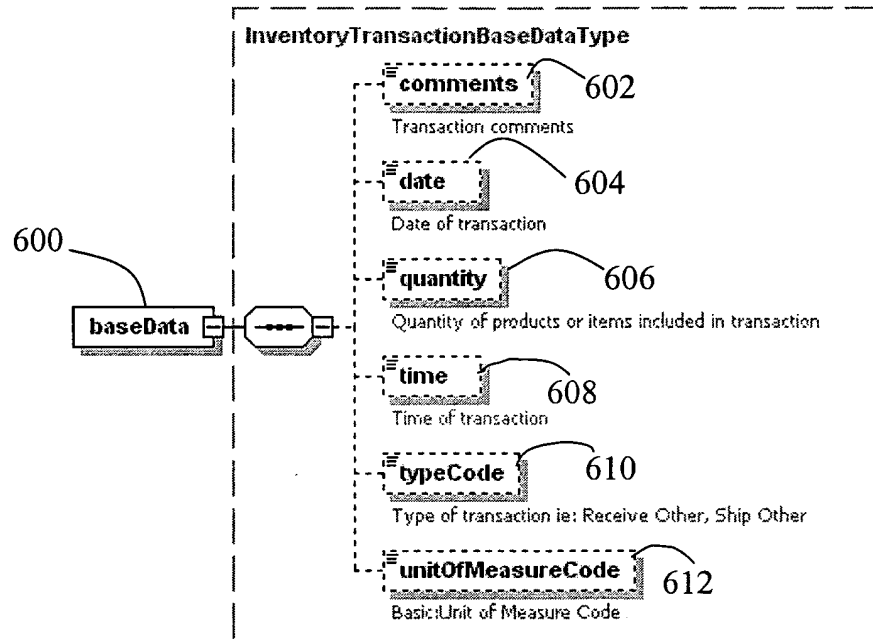 InventoryTransactionBaseDataType
comments
602
Transaction comments
date
604
Date of transaction
600
quantity
606
baseData
Quantity of products or items included in transaction
time
608
Time of transaction
typeCode
610
Type of transaction ie: Receive Other, Ship Other
unitOfMeasureCode
612
Basic:Unit of Measure Code